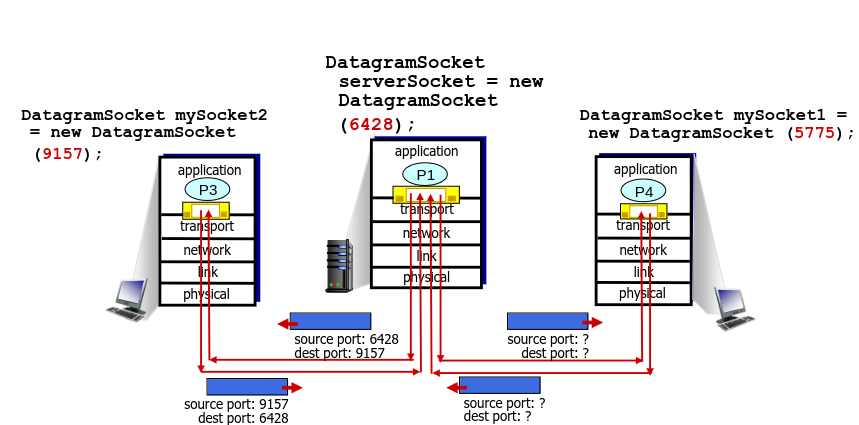 DatagramSocket
serverSocket = new
DatagramSocket
(6428);
DatagramSocket mySocket2
= new DatagramSocket
(9157);
DatagramSocket mySocket1 =
new DatagramSocket (5775);
application
P3
transport
network
link
physical
application
P1
transport
network
link
physical
application
P4
transport
network
link
physical
source port: 6428
dest port: 9157
source port: ?
dest port: ?
source port: 9157
dest port: 6428
source port: ?
dest port: ?